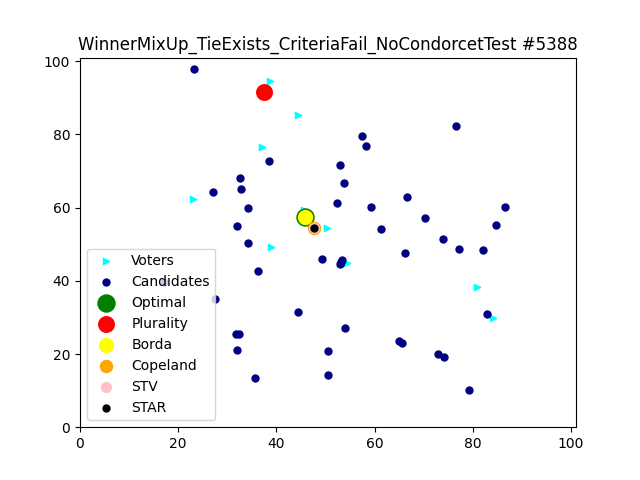 WinnerMixUp_TieExists_CriteriaFail_NoCondorcetTest #5388
100
80
60
40
20
0
Voters
Candidates
Optimal
Plurality
Borda
Copeland
STV
STAR
0 20 40 60 80 100